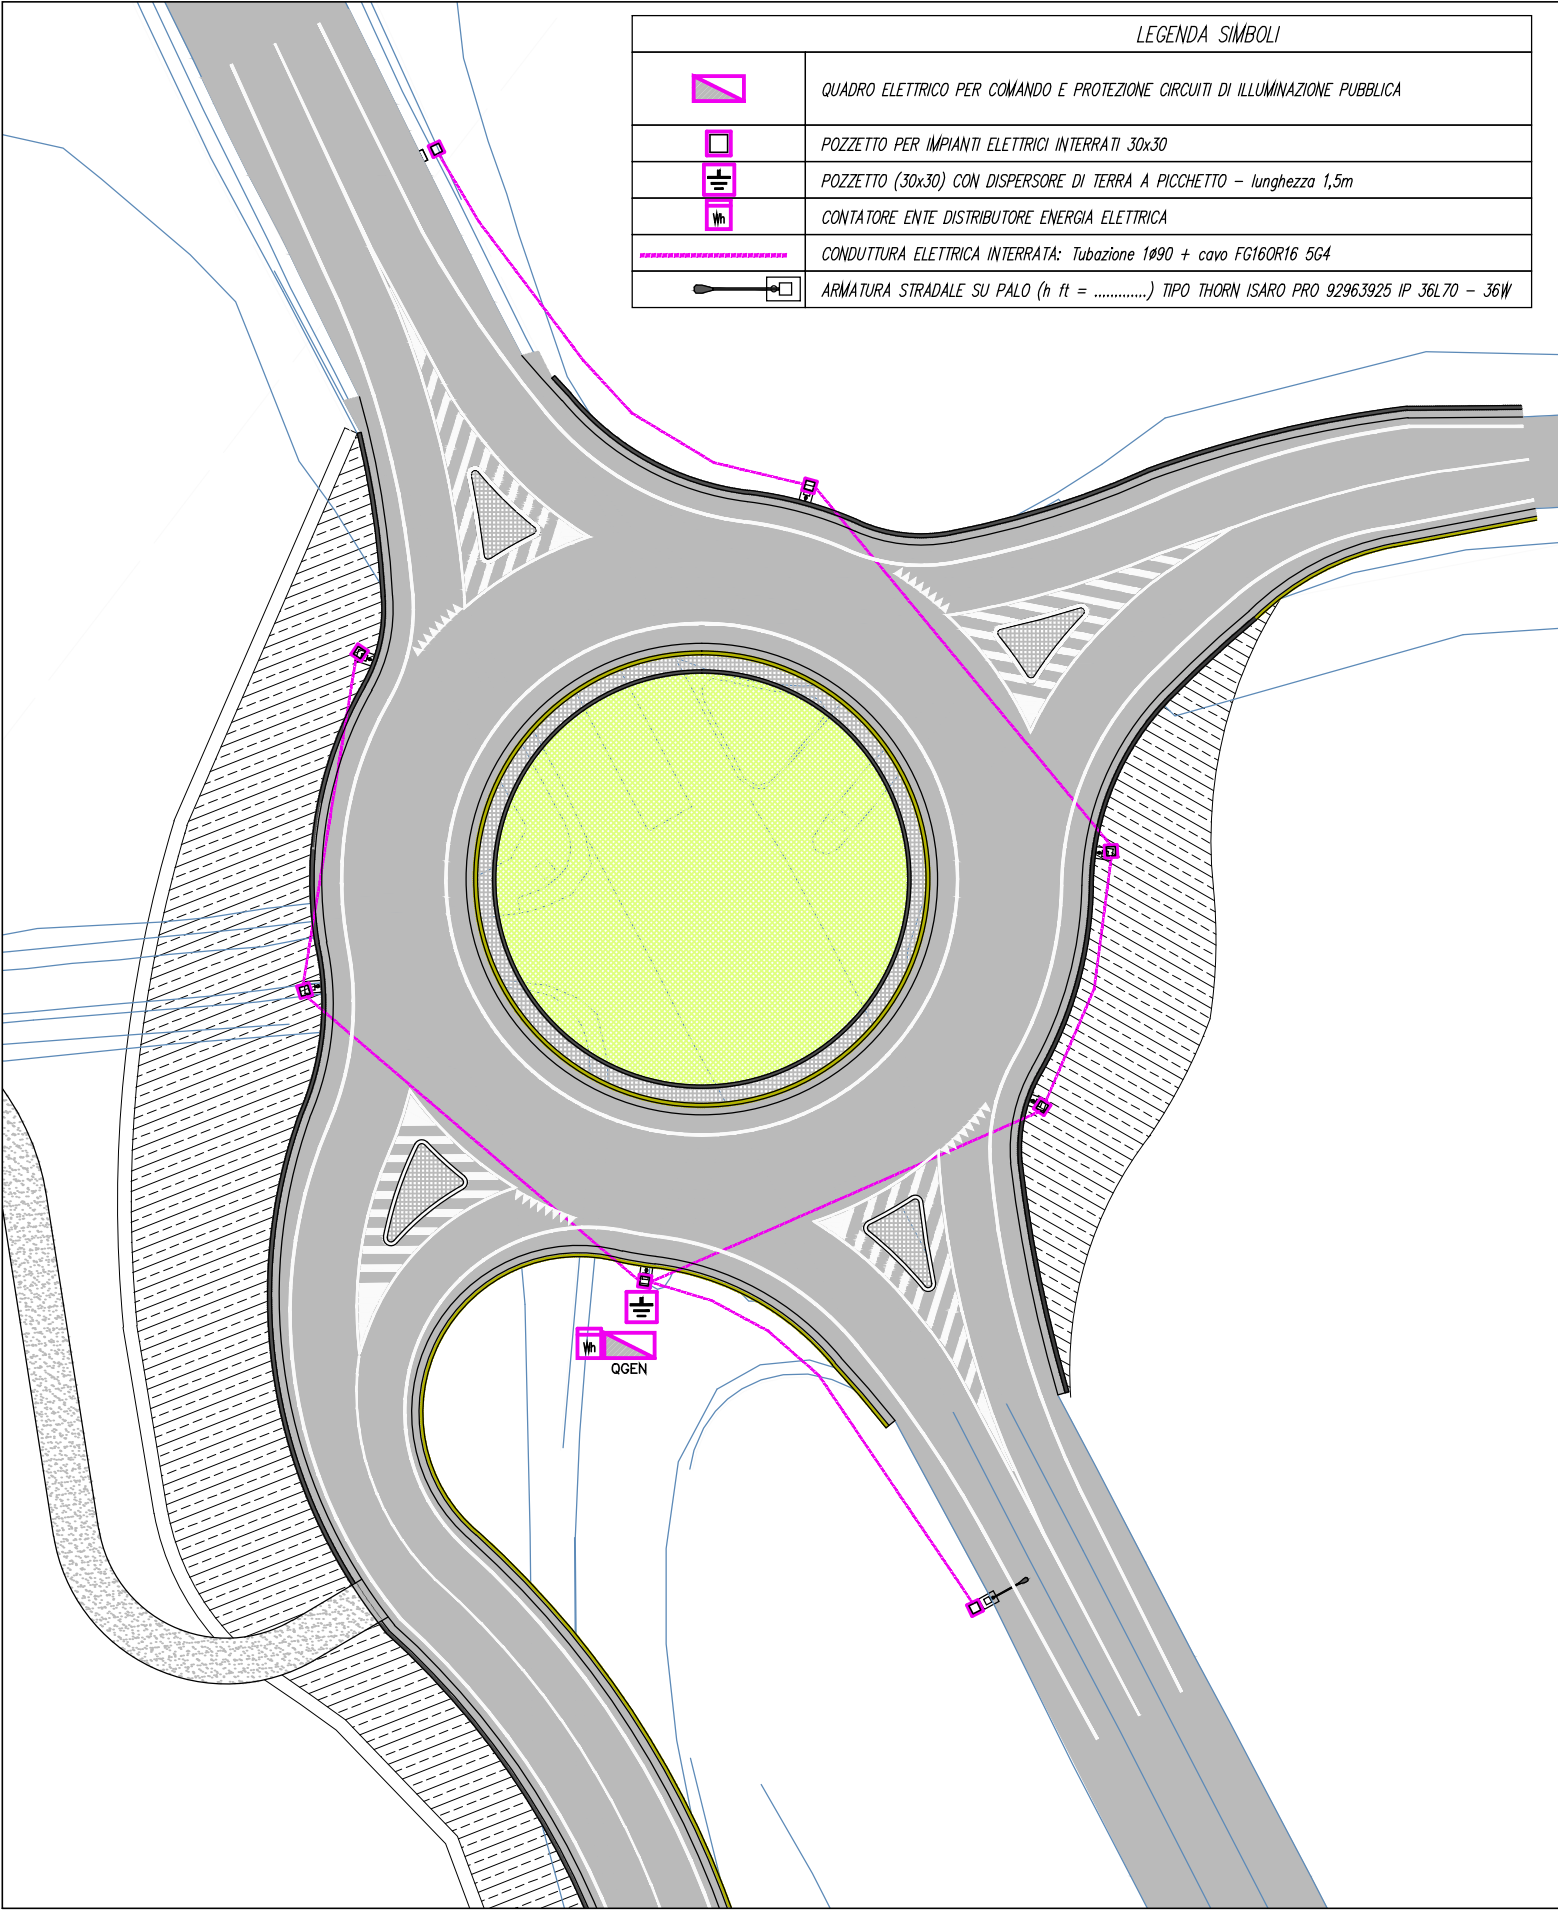 LEGENDA SIMBOLI
QUADRO ELETTRICO PER COMANDO E PROTEZIONE CIRCUITI DI ILLUMINAZIONE PUBBLICA
POZZETTO PER IMPIANTI ELETTRICI INTERRATI 30x30
POZZETTO (30x30) CON DISPERSORE DI TERRA A PICCHETTO – lunghezza 1,5m
Wh
CONTATORE ENTE DISTRIBUTORE ENERGIA ELETTRICA
CONDUTTURA ELETTRICA INTERRATA: Tubazione 1ø90 + cavo FG16OR16 5G4
ARMATURA STRADALE SU PALO (h ft = .............) TIPO THORN ISARO PRO 92963925 IP 36L70 – 36W
Wh
QGEN